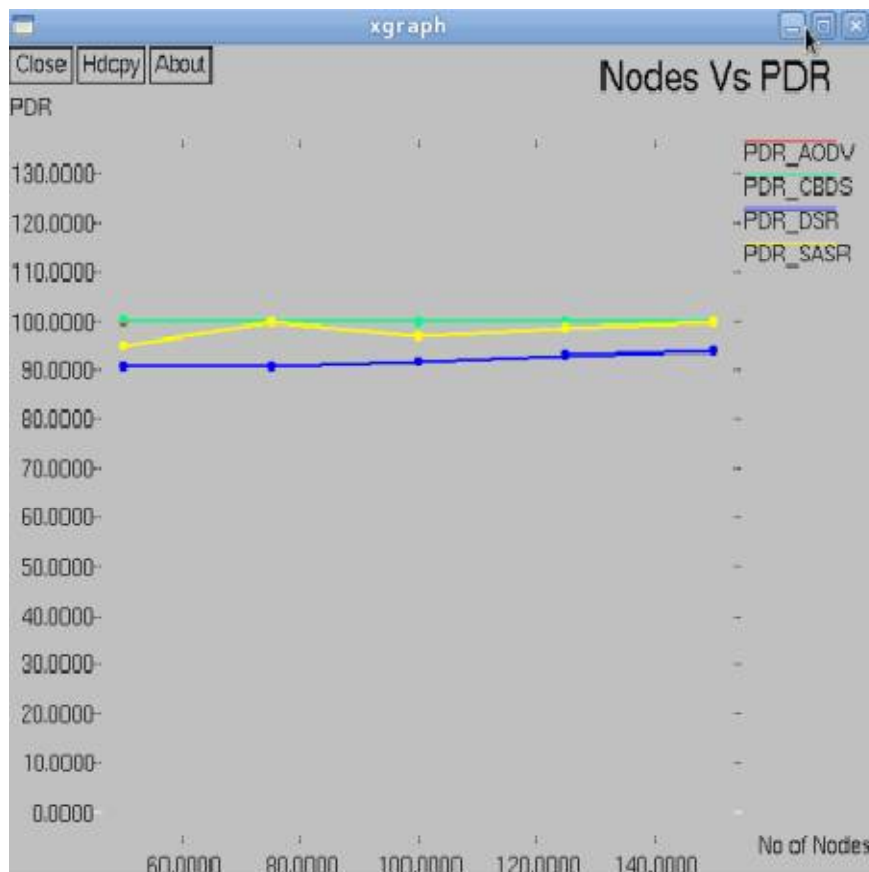 xgraph
Close Hdcpy About
Nodes Vs PDR
PDR
PDR_AODV
PDR_CBDS
PDR_DSR
PDR_SASR
130.0000
120.0000
110.0000
100.0000
90.0000
80.0000
70.0000
60.0000
50.0000
40.0000
30.0000
20.0000
10.0000
0.0000
No of Nodes
60.0000 80.0000 100.0000 120.0000 140.0000